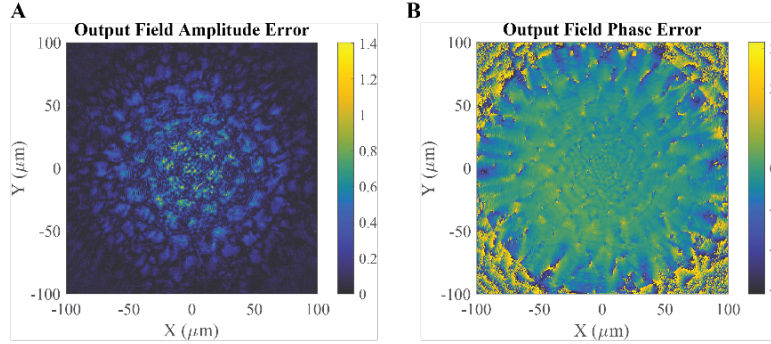 A
Output Field Amplitude Error
100
50
0
-50
-100
Y (μm)
-100 -50 0 50 100
X (μm)
1.4
1.2
1
0.8
0.6
0.4
0.2
0
B
Output Field Phase Error
100
50
0
-50
-100
Y (μm)
-100 -50 0 50 100
X (μm)